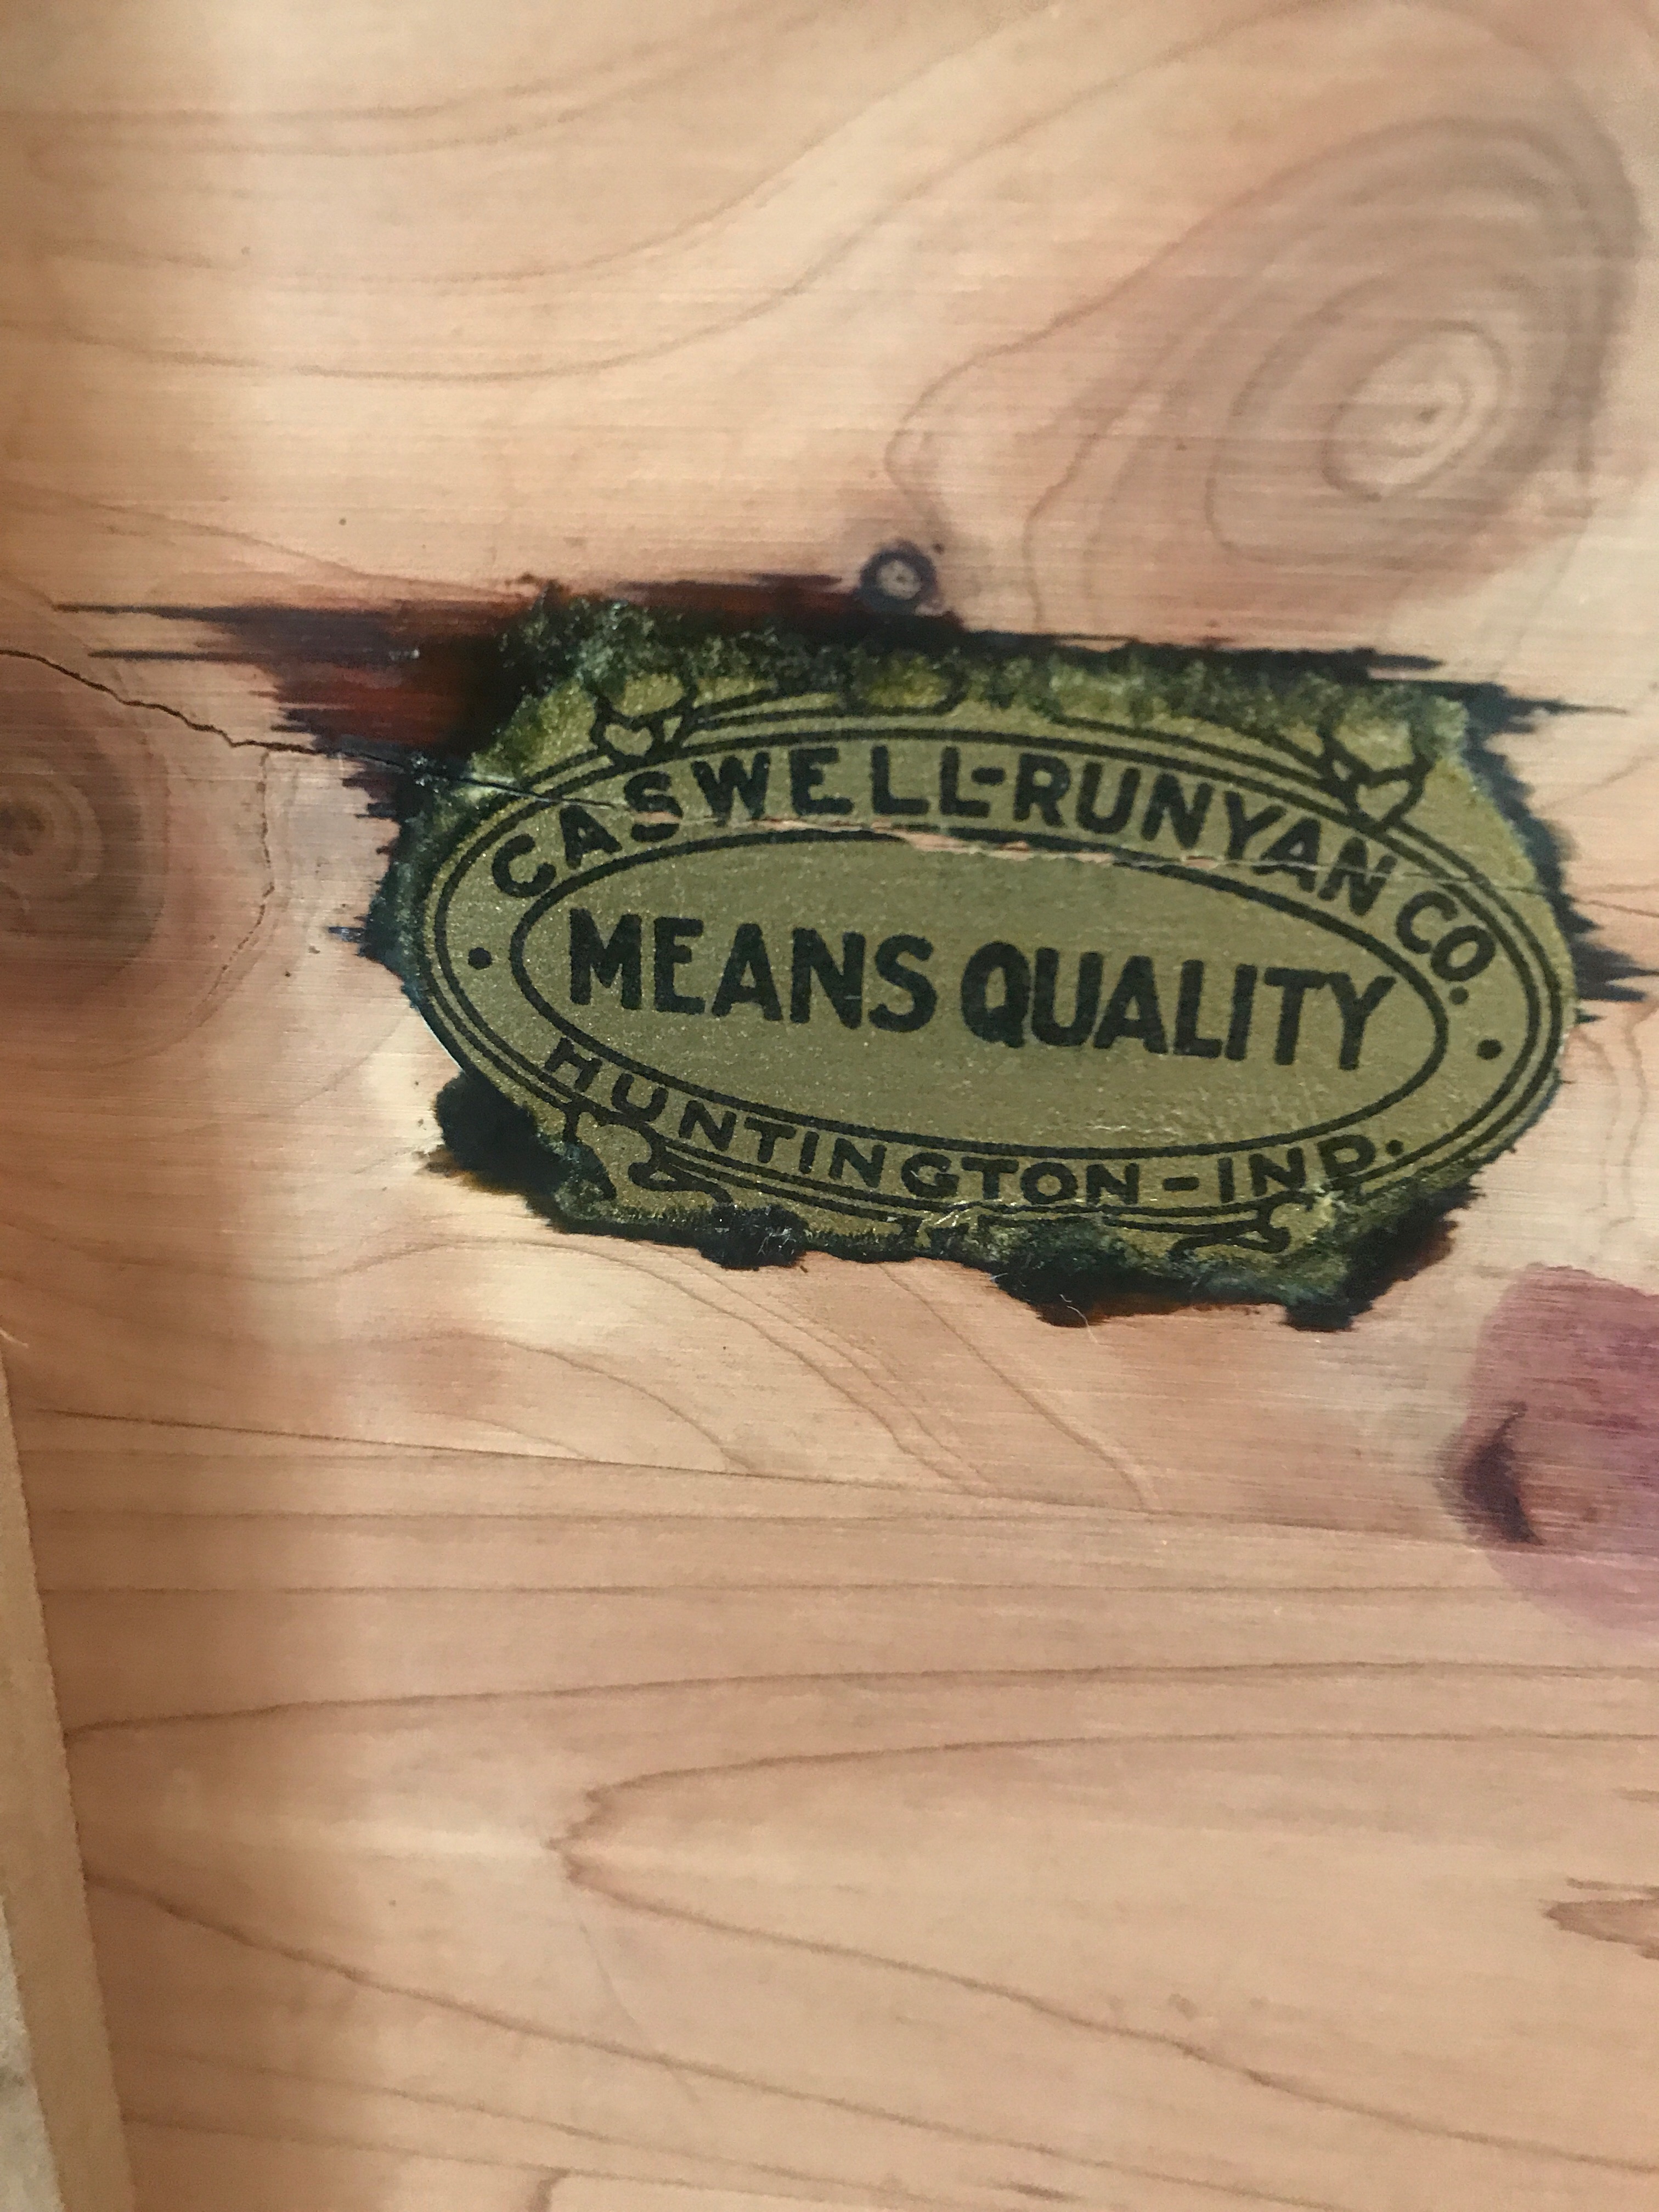 CASWELL-RUNYAN CO.
MEANS QUALITY
HUNTINGTON-IND.